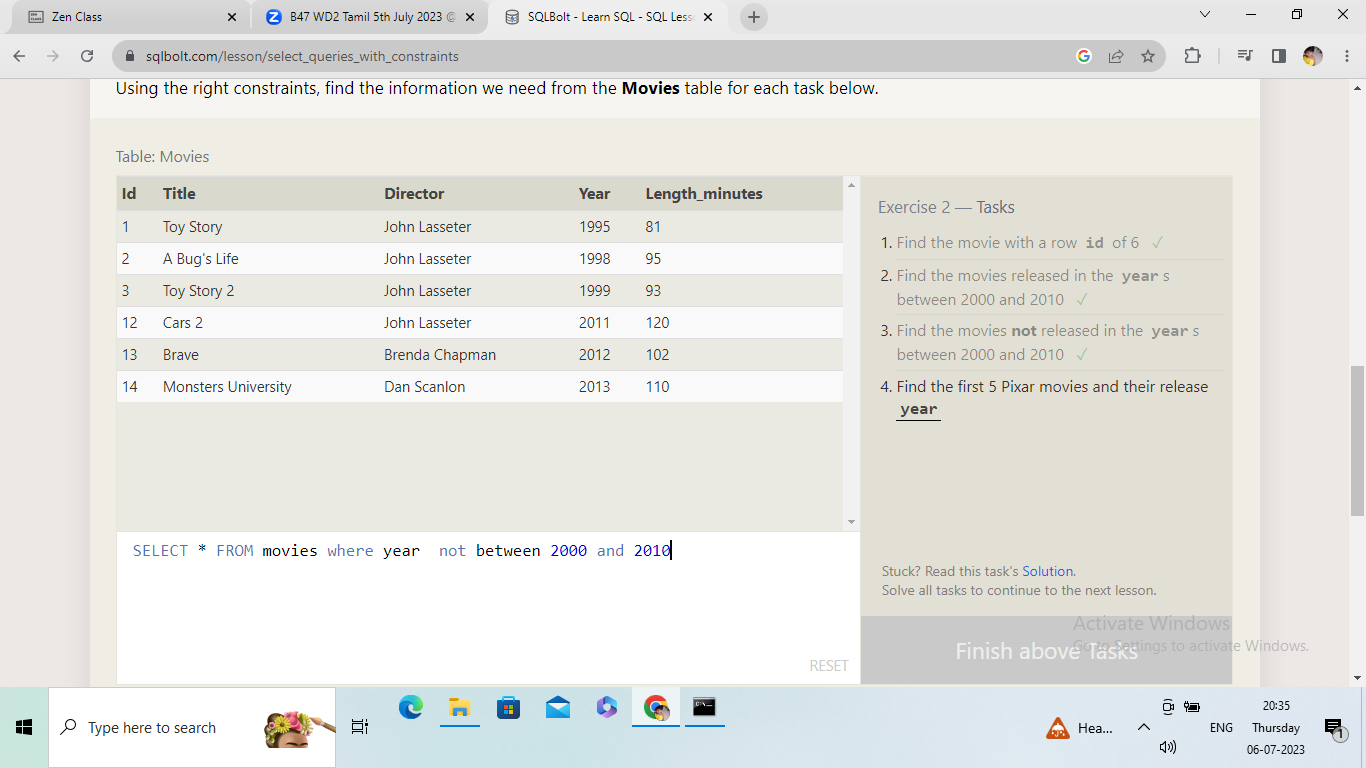 Zen Class
B47 WD2 Tamil 5th July 2023
SQLBolt - Learn SQL - SQL Less
sqlbolt.com/lesson/select_queries_with_constraints
Using the right constraints, find the information we need from the Movies table for each task below.
Table: Movies
Id Title Director Year Length_minutes
1 Toy Story John Lasseter 1995 81
2 A Bug's Life John Lasseter 1998 95
3 Toy Story 2 John Lasseter 1999 93
12 Cars 2 John Lasseter 2011 120
13 Brave Brenda Chapman 2012 102
14 Monsters University Dan Scanlon 2013 110
Exercise 2 — Tasks
1. Find the movie with a row id of 6 ✓
2. Find the movies released in the year s
between 2000 and 2010 ✓
3. Find the movies not released in the year s
between 2000 and 2010 ✓
4. Find the first 5 Pixar movies and their release
year
SELECT * FROM movies where year  not between 2000 and 2010
RESET
Stuck? Read this task's Solution.
Solve all tasks to continue to the next lesson.
Finish above Tasks
Activate Windows
Go to Settings to activate Windows.
Type here to search
Hea...
ENG
20:35
Thursday
06-07-2023
1